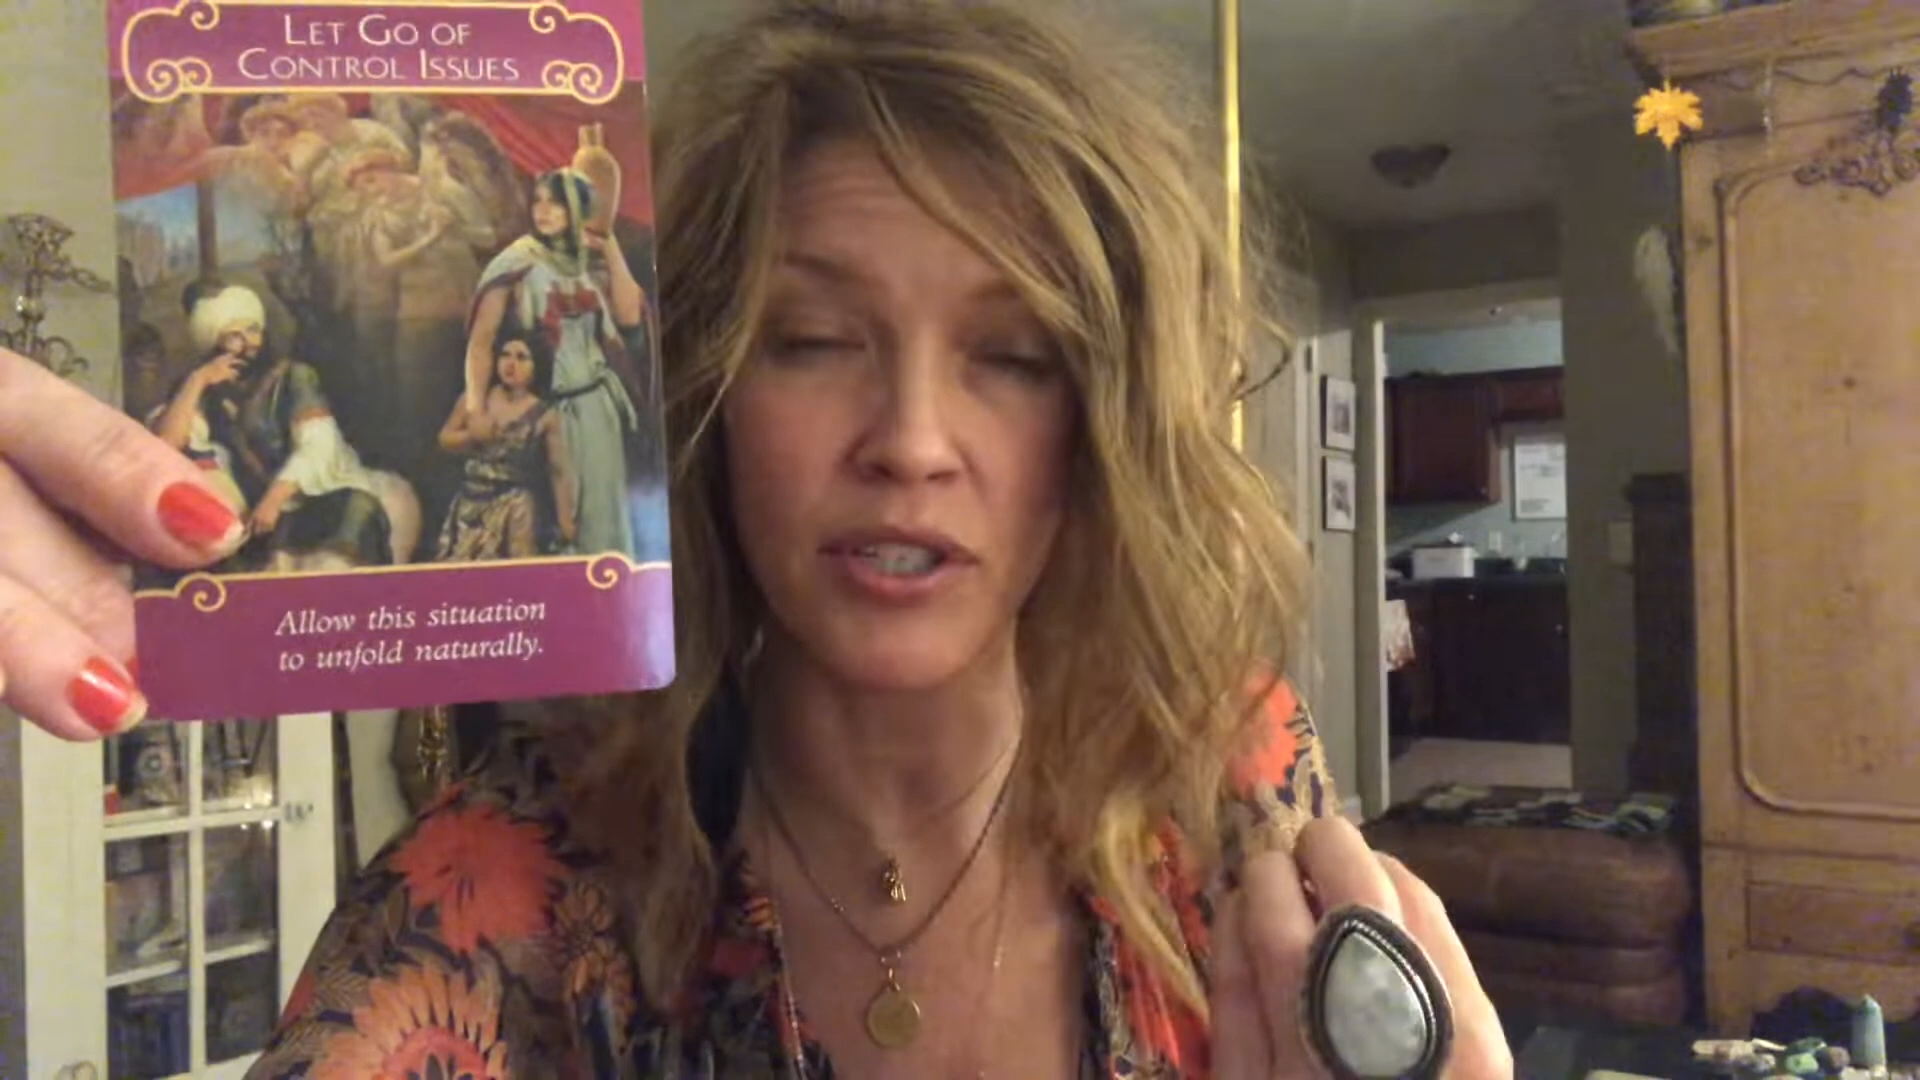 LET GO OF
CONTROL ISSUES
Allow this situation
to unfold naturally.